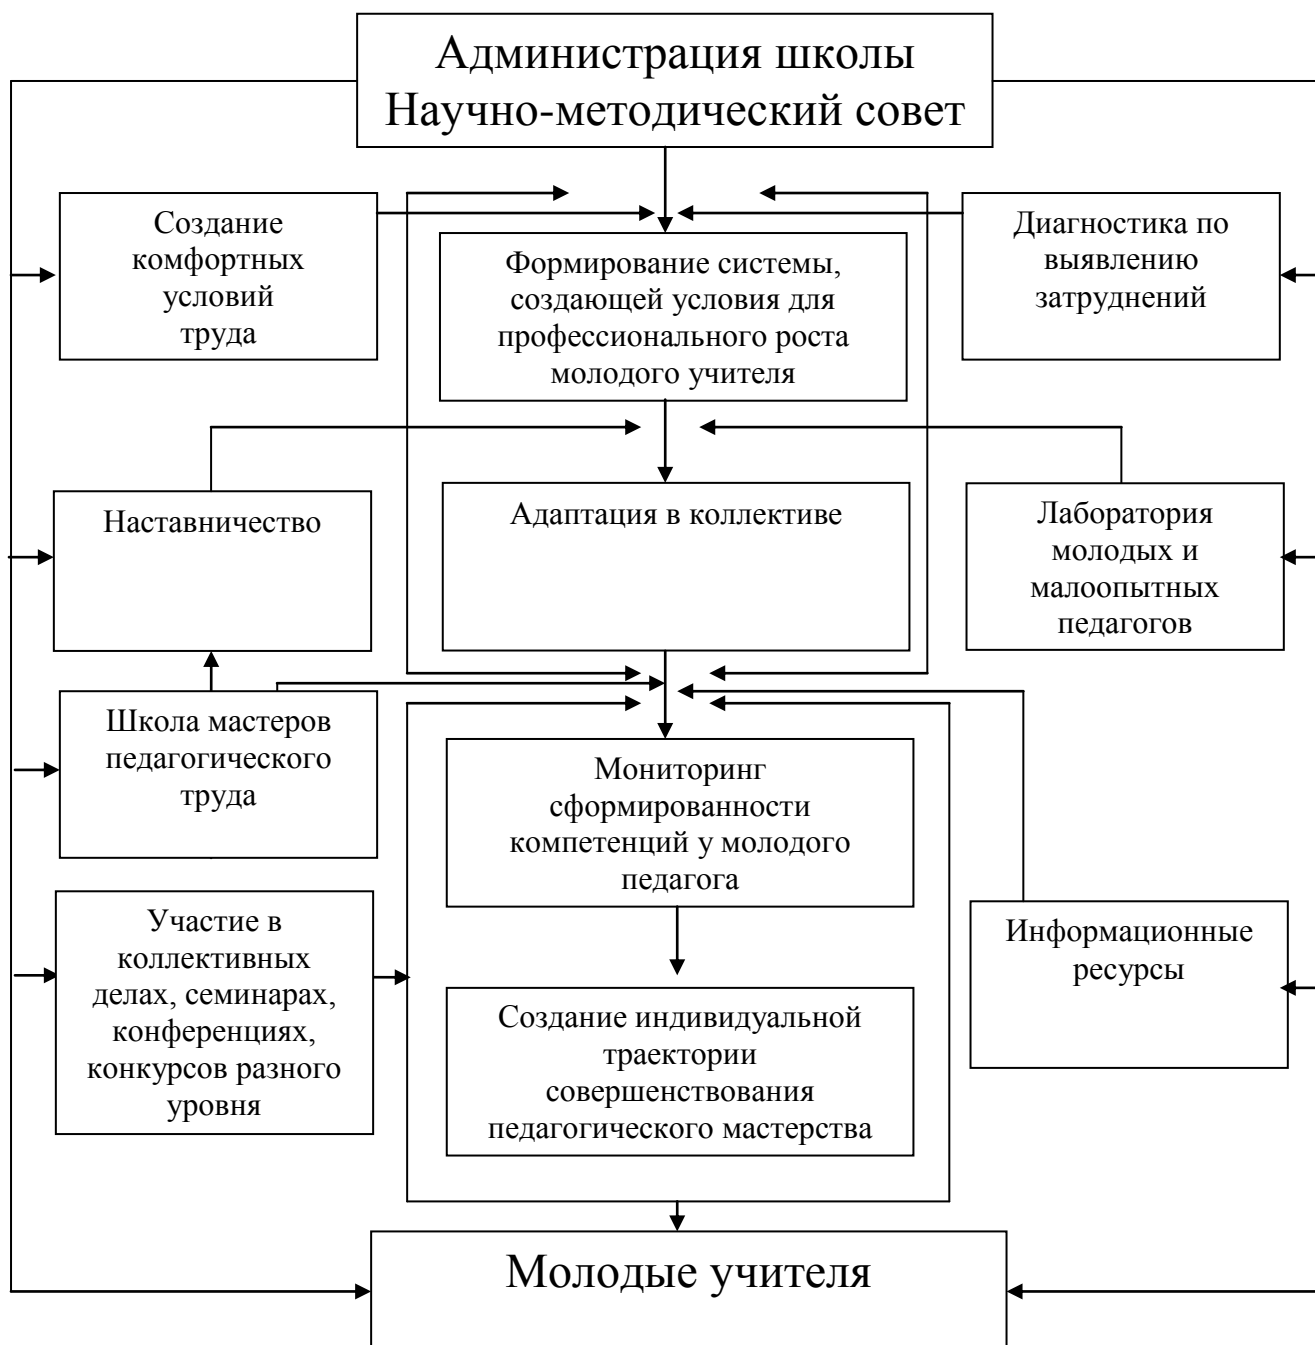 Администрация школы
Научно-методический совет
Создание
комфортных
условий
труда
Формирование системы,
создающей условия для
профессионального роста
молодого учителя
Диагностика по
выявлению
затруднений
Наставничество
Адаптация в коллективе
Лаборатория
молодых и
малоопытных
педагогов
Школа мастеров
педагогического
труда
Мониторинг
сформированности
компетенций у молодого
педагога
Участие в
коллективных
делах, семинарах,
конференциях,
конкурсов разного
уровня
Информационные
ресурсы
Создание индивидуальной
траектории
совершенствования
педагогического мастерства
Молодые учителя